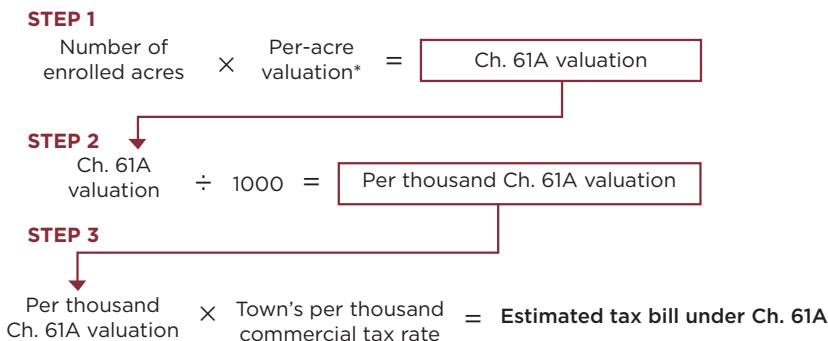 STEP 1
Number of enrolled acres × Per-acre valuation* = Ch. 61A valuation
STEP 2
Ch. 61A valuation ÷ 1000 = Per thousand Ch. 61A valuation
STEP 3
Per thousand Ch. 61A valuation × Town's per thousand commercial tax rate = Estimated tax bill under Ch. 61A